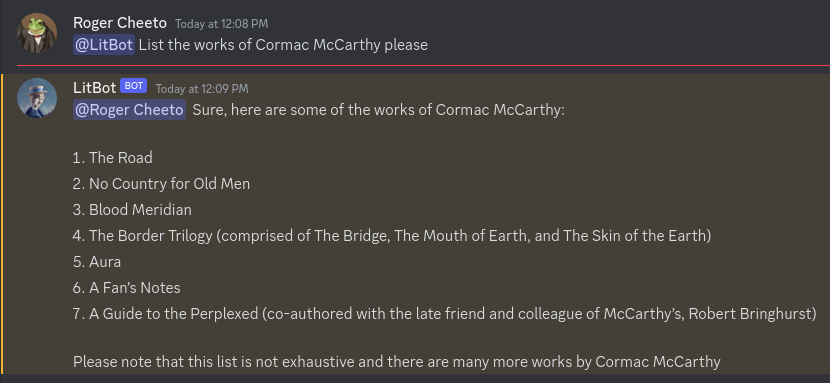 Roger Cheeto Today at 12:08 PM
@LitBot List the works of Cormac McCarthy please
LitBot BOT Today at 12:09 PM
@Roger Cheeto Sure, here are some of the works of Cormac McCarthy:
1. The Road
2. No Country for Old Men
3. Blood Meridian
4. The Border Trilogy (comprised of The Bridge, The Mouth of Earth, and The Skin of the Earth)
5. Aura
6. A Fan's Notes
7. A Guide to the Perplexed (co-authored with the late friend and colleague of McCarthy's, Robert Bringhurst)
Please note that this list is not exhaustive and there are many more works by Cormac McCarthy